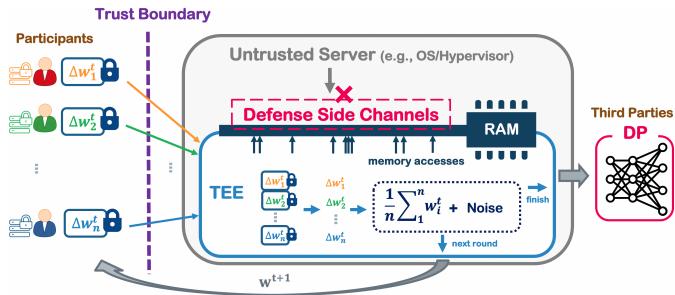 Trust Boundary
Participants
Δw₁ᵗ
Δw₂ᵗ
⋮
Δwₙᵗ
Untrusted Server (e.g., OS/Hypervisor)
Defense Side Channels
RAM
memory accesses
TEE
Δw₁ᵗ Δw₁ᵗ
Δw₂ᵗ Δw₂ᵗ
⋮ ⋮
Δwₙᵗ Δwₙᵗ
1/n ∑₁ⁿ wᵢᵗ + Noise
finish
next round
Third Parties
DP
wᵗ⁺¹